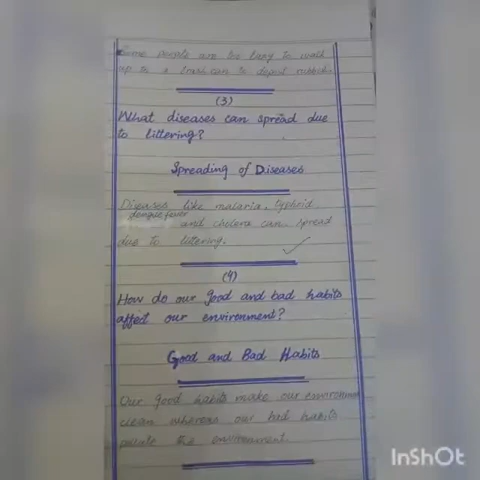 Some people are too lazy to walk
up to a trash can to depot rubbish.
(3)
What diseases can spread due
to littering?
Spreading of Diseases
Diseases like malaria, typhoid
dengue fever
and cholera can spread
due to littering.
(4)
How do our good and bad habits
affect our environment?
Good and Bad Habits
Our good habits make our environment
clean whereas our bad habits
the environment.
InShOt